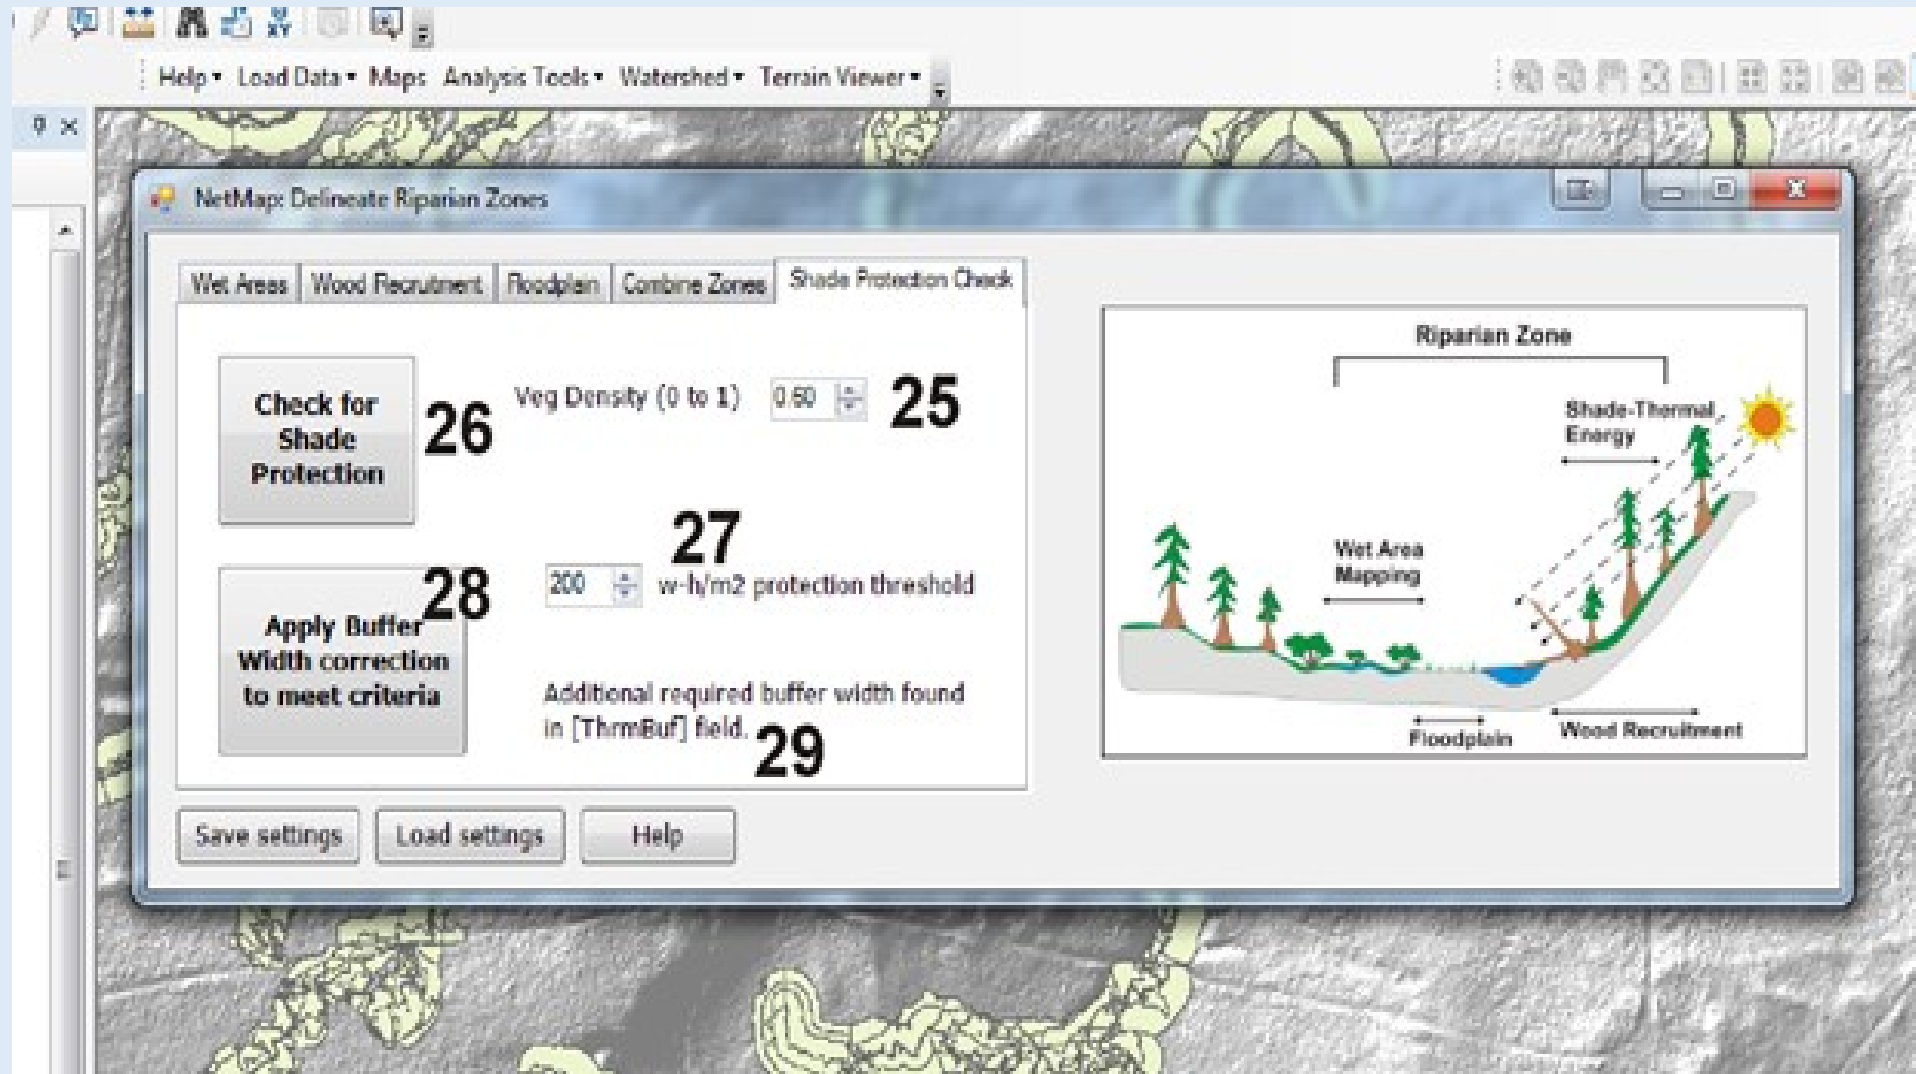 XY
Help Load Data Maps Analysis Tools Watershed Terrain Viewer
NetMap: Delineate Riparian Zones
Wet Areas Wood Recrutment Floodplain Combine Zones Shade Protection Check
Check for
Shade
Protection
26
Veg Density (0 to 1) 0.60 25
27
200 w-h/m2 protection threshold
28
Apply Buffer
Width correction
to meet criteria
Additional required buffer width found
in [ThrmBuf] field.
29
Save settings Load settings Help
Riparian Zone
Shade-Thermal
Energy
Wet Area
Mapping
Floodplain
Wood Recruitment